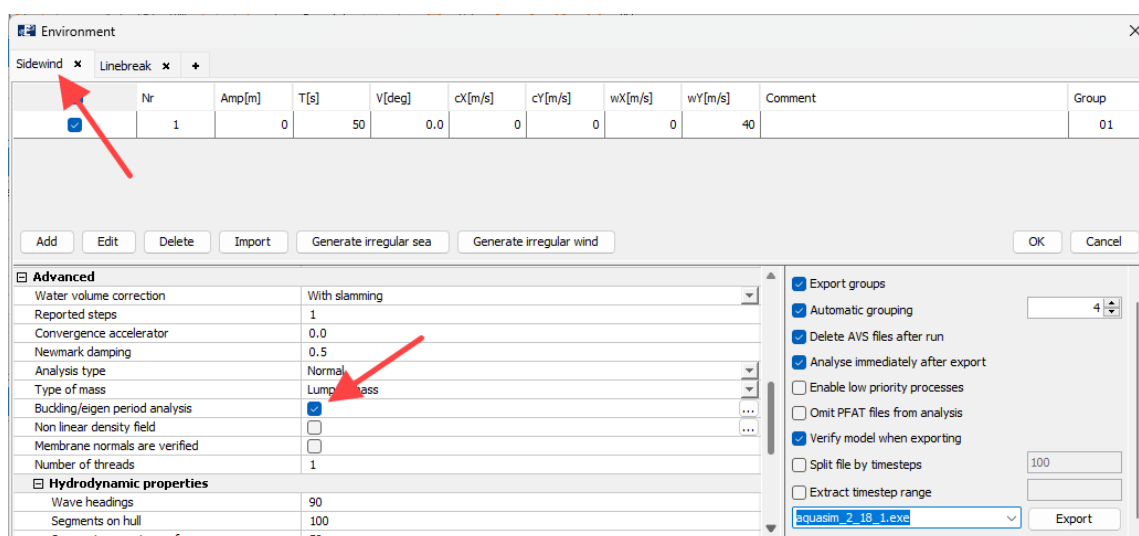 Environment
Sidewind × Linebreak × +
Nr Amp[m] T[s] V[deg] cX[m/s] cY[m/s] wX[m/s] wY[m/s] Comment Group
1 0 50 0.0 0 0 0 40 01
Add Edit Delete Import Generate irregular sea Generate irregular wind OK Cancel
Advanced
Water volume correction With slamming
Reported steps 1
Convergence accelerator 0.0
Newmark damping 0.5
Analysis type Normal
Type of mass Lump ass
Buckling/eigen period analysis ...
Non linear density field ...
Membrane normals are verified
Number of threads 1
Hydrodynamic properties
Wave headings 90
Segments on hull 100
Export groups
Automatic grouping 4
Delete AVS files after run
Analyse immediately after export
Enable low priority processes
Omit PFAT files from analysis
Verify model when exporting
Split file by timesteps 100
Extract timestep range
aquasim_2_18_1.exe Export